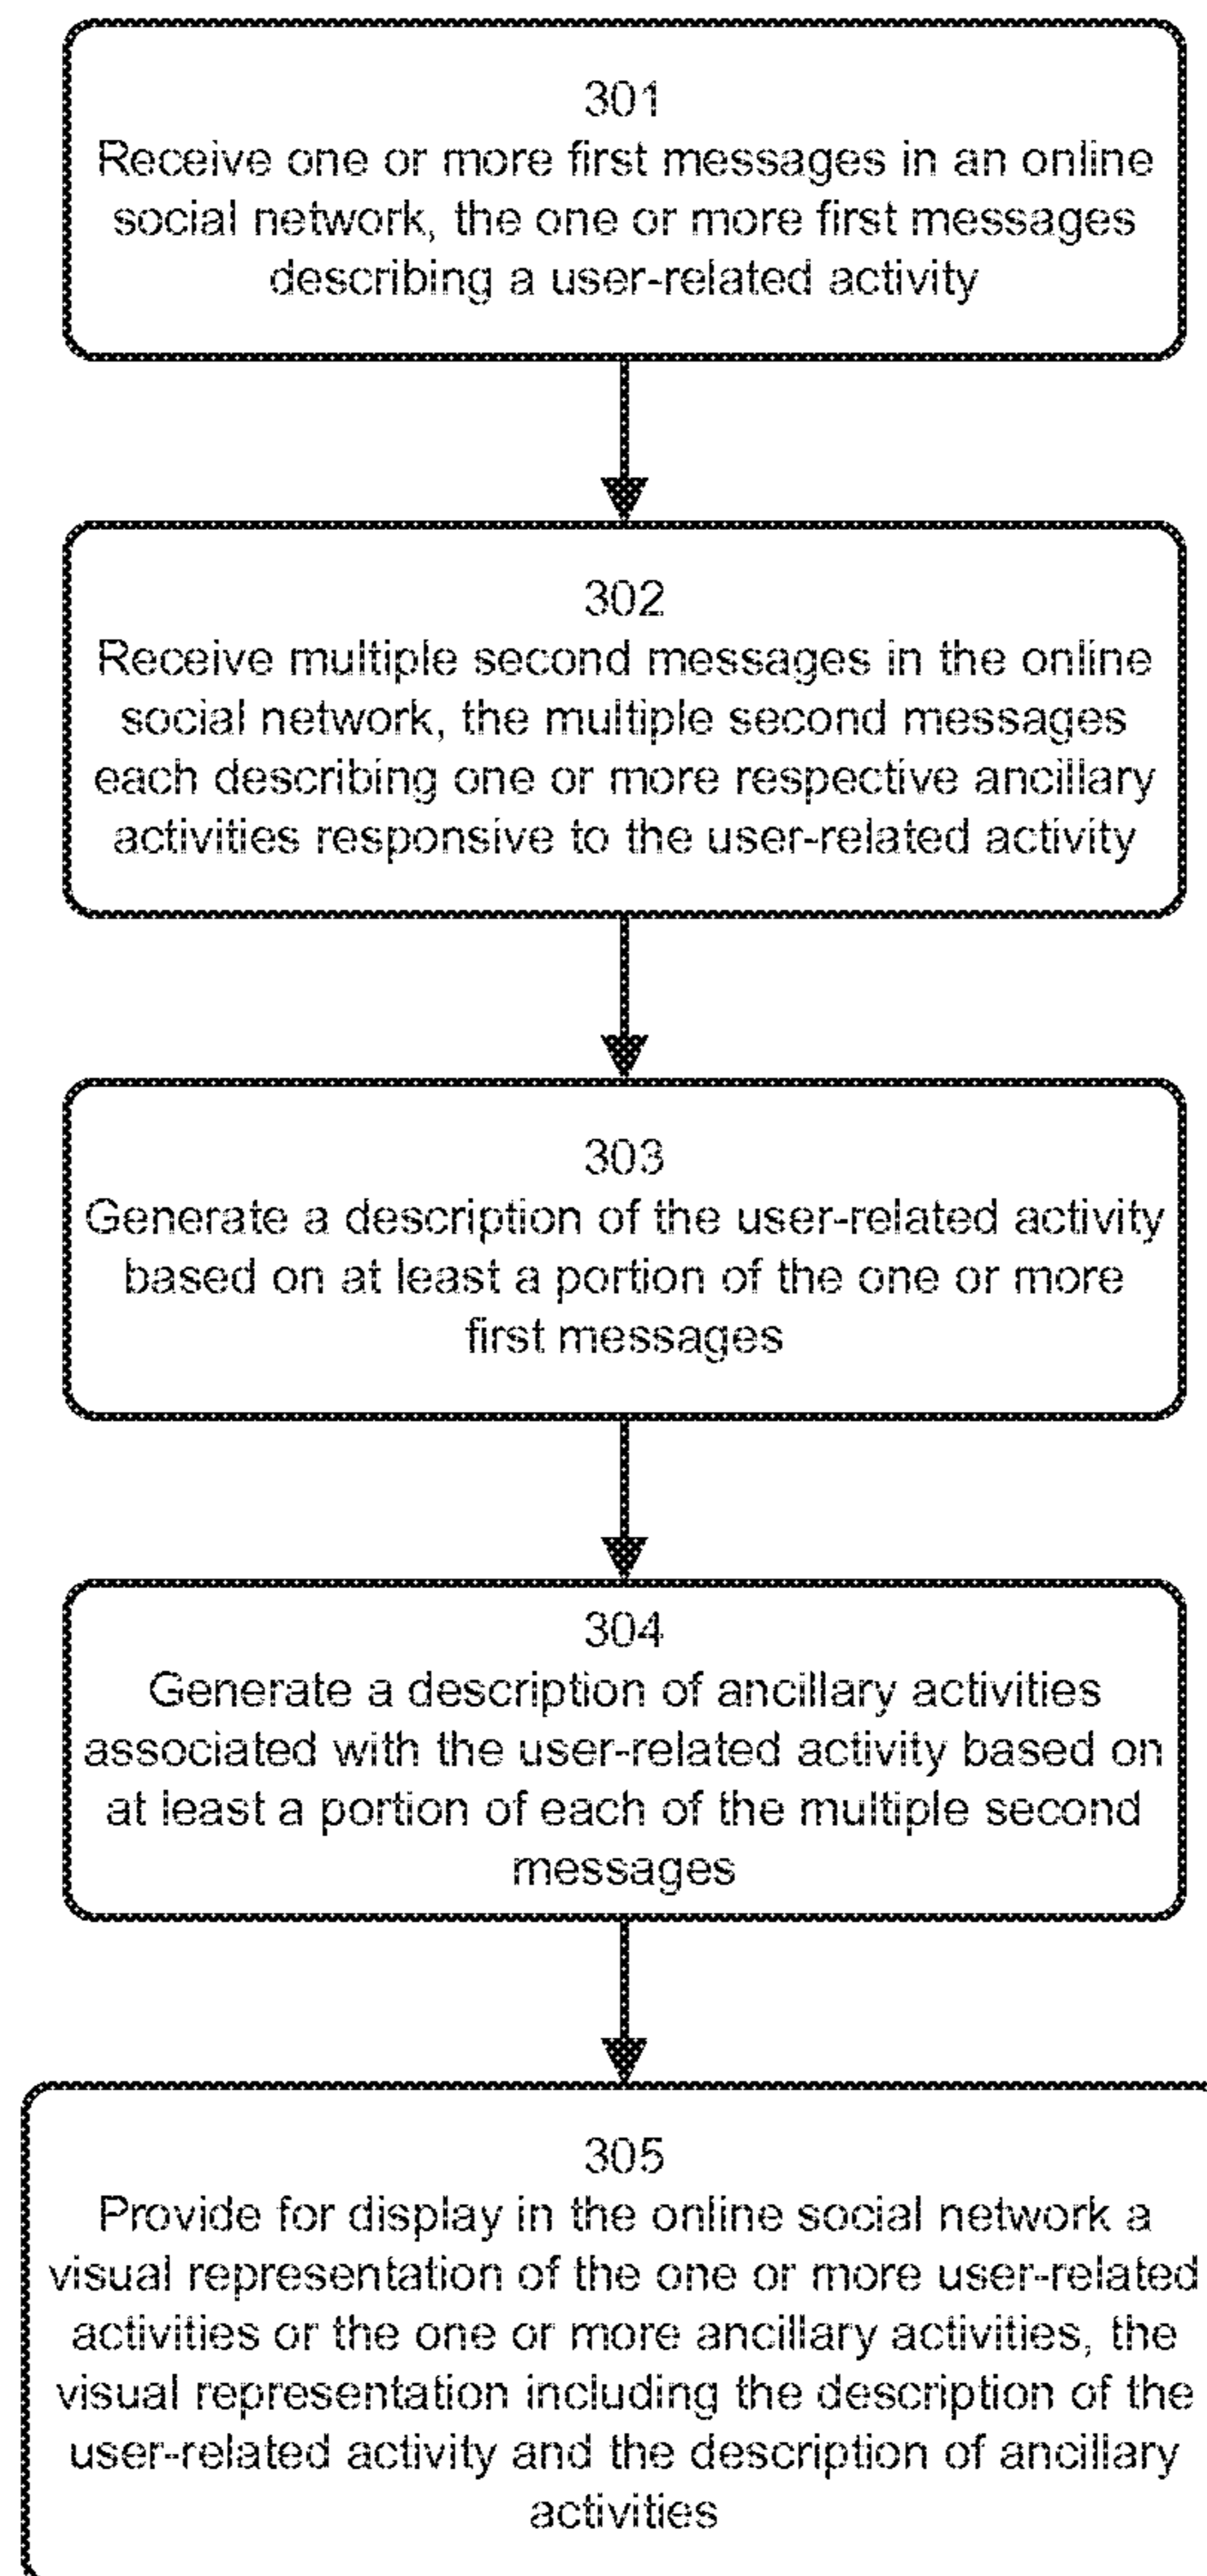 301
Receive one or more first messages in an online
social network, the one or more first messages
describing a user-related activity
302
Receive multiple second messages in the online
social network, the multiple second messages
each describing one or more respective ancillary
activities responsive to the user-related activity
303
Generate a description of the user-related activity
based on at least a portion of the one or more
first messages
304
Generate a description of ancillary activities
associated with the user-related activity based on
at least a portion of each of the multiple second
messages
305
Provide for display in the online social network a
visual representation of the one or more user-related
activities or the one or more ancillary activities, the
visual representation including the description of the
user-related activity and the description of ancillary
activities